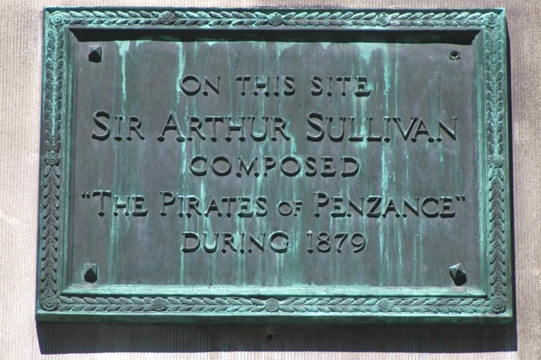 ON THIS SITE
SIR ARTHUR SULLIVAN
COMPOSED
"THE PIRATES OF PENZANCE"
DURING 1879